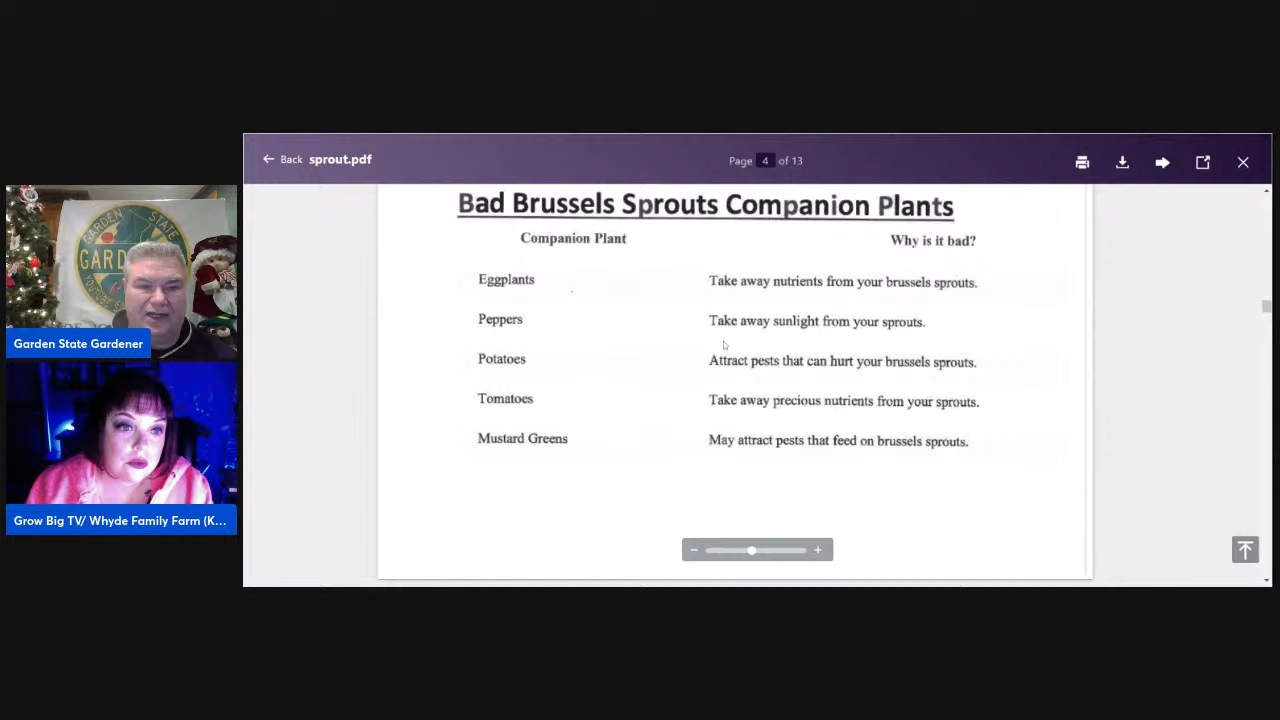 Back sprout.pdf
Page 4 of 13
Bad Brussels Sprouts Companion Plants
Companion Plant Why is it bad?
Eggplants Take away nutrients from your brussels sprouts.
Peppers Take away sunlight from your sprouts.
Potatoes Attract pests that can hurt your brussels sprouts.
Tomatoes Take away precious nutrients from your sprouts.
Mustard Greens May attract pests that feed on brussels sprouts.
GARDEN STATE
GARD
Garden State Gardener
Grow Big TV/ Whyde Family Farm (K...